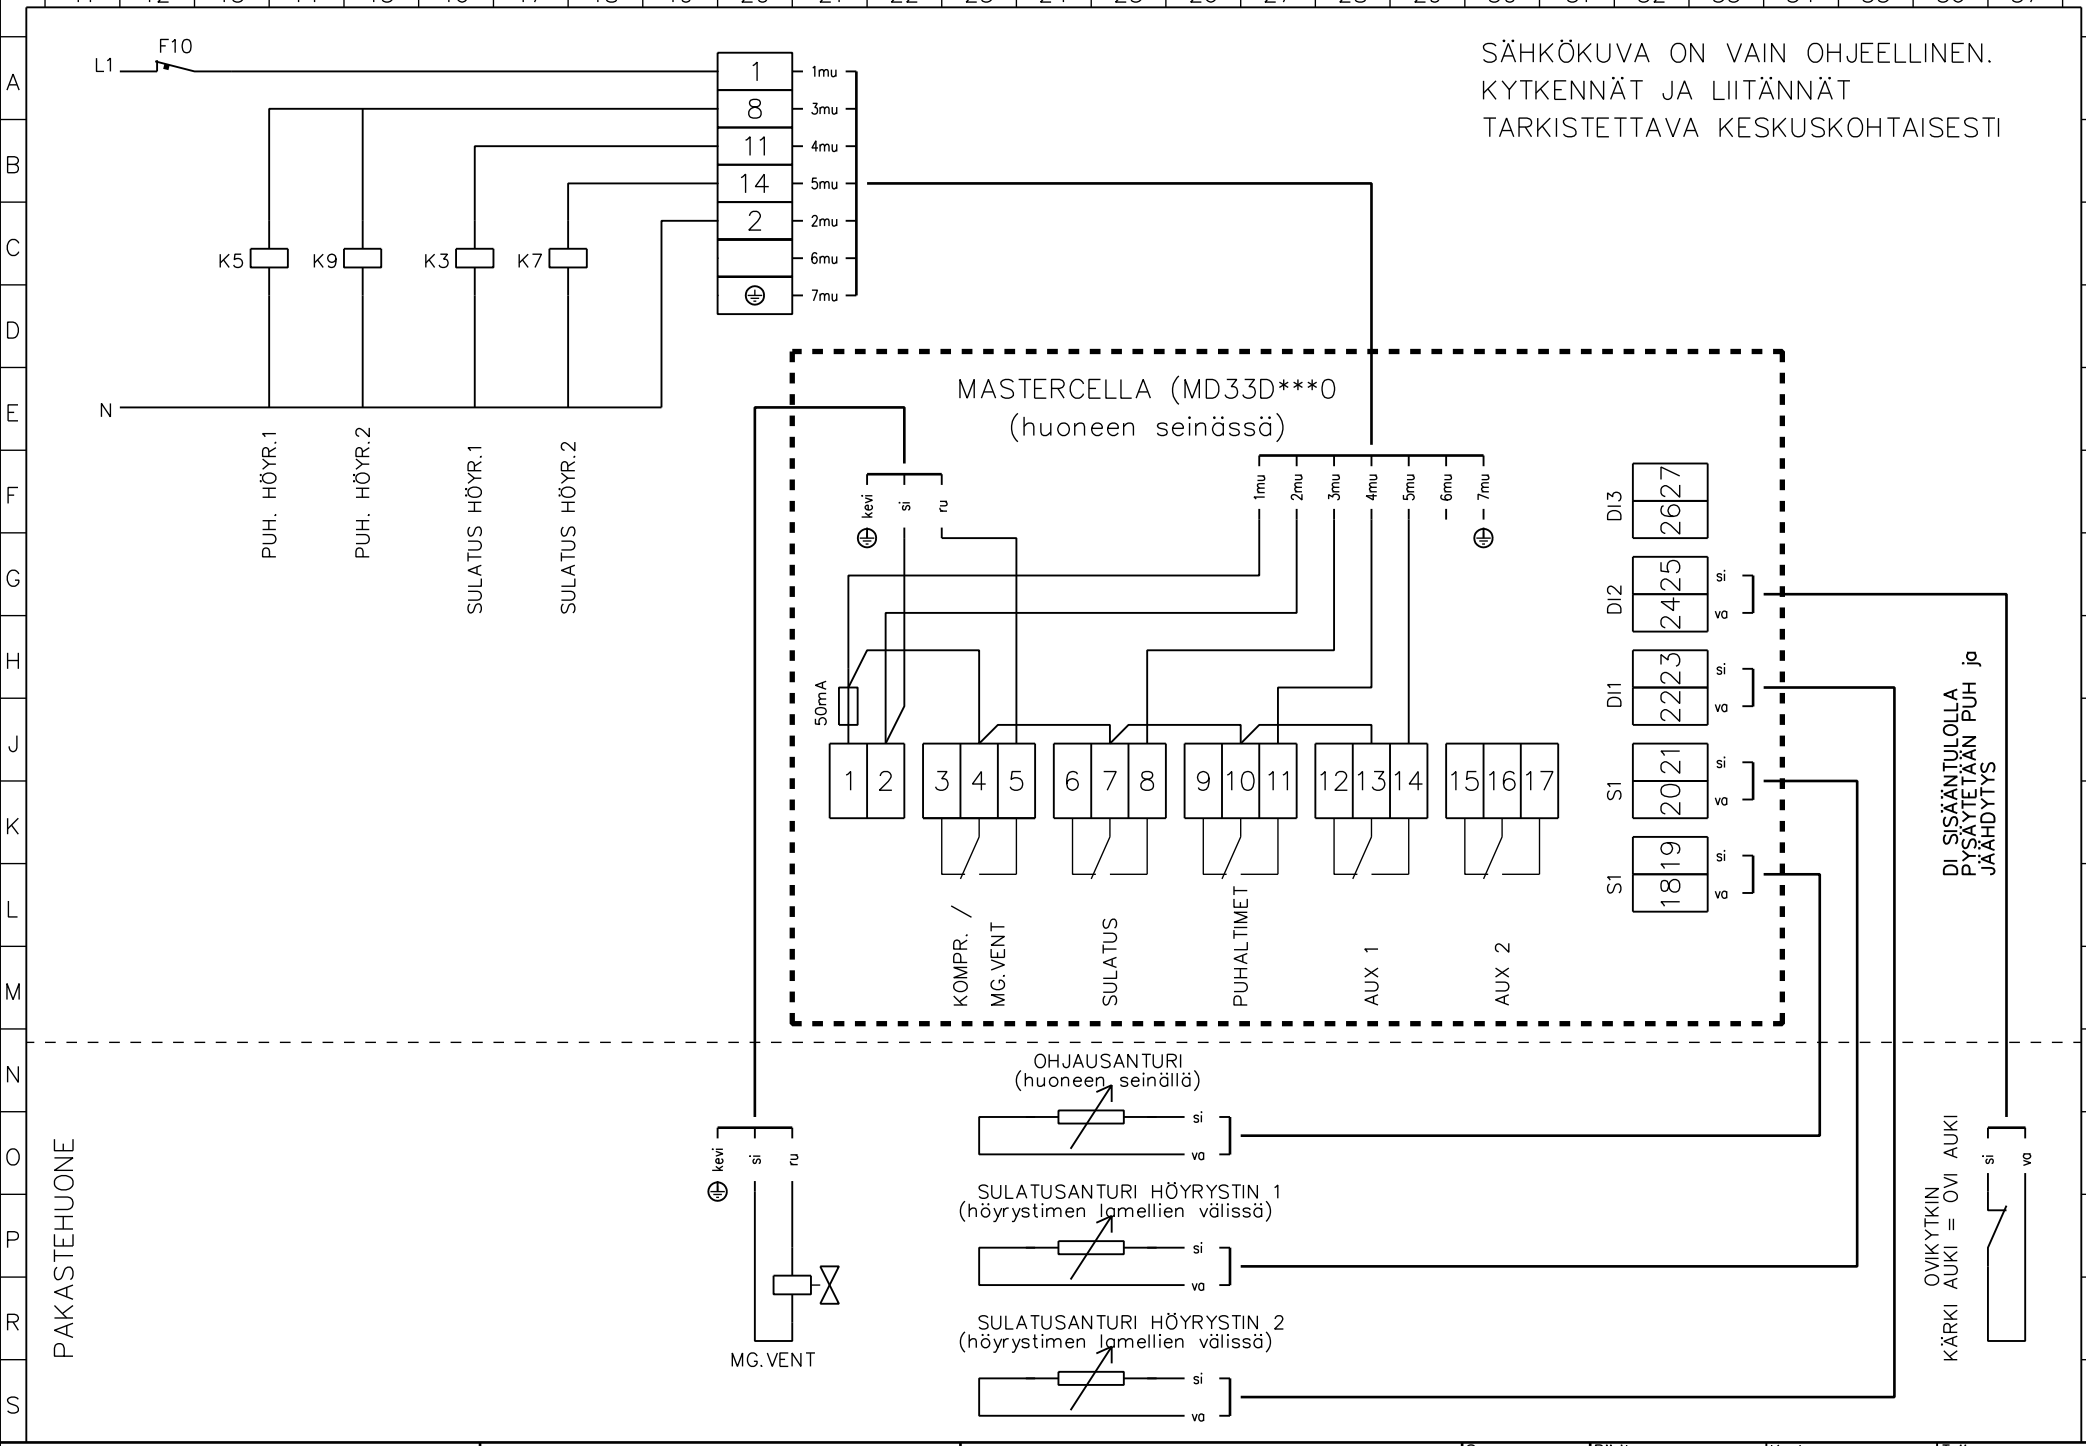 F10
L1
1 1mu
8 3mu
11 4mu
14 5mu
2 2mu
6mu
7mu
SÄHKÖKUVA ON VAIN OHJEELLINEN.
KYTKENNÄT JA LIITÄNNÄT
TARKISTETTAVA KESKUSKOHTAISESTI
A
B
C
D
E
F
G
H
J
K
L
M
N
O
P
R
S
K5
K9
K3
K7
N
PUH. HÖYR.1
PUH. HÖYR.2
SULATUS HÖYR.1
SULATUS HÖYR.2
MASTERCELLA (MD33D***0
(huoneen seinässä)
kevi
si
ru
1mu
2mu
3mu
4mu
5mu
6mu
7mu
50mA
1 2
3 4 5
6 7 8
9 10 11
12 13 14
15 16 17
KOMPR. /
MG.VENT
SULATUS
PUHALTIMET
AUX 1
AUX 2
DI3
26 27
DI2
24 25
si
va
DI1
22 23
si
va
S1
20 21
si
va
S1
18 19
si
va
DI SISÄÄNTULOLLA
PYSÄYTETÄÄN PUH ja
JÄÄHDYTYS
PAKASTEHUONE
kevi
si
ru
MG.VENT
OHJAUSANTURI
(huoneen seinällä)
si
va
SULATUSANTURI HÖYRYSTIN 1
(höyrystimen lamellien välissä)
si
va
SULATUSANTURI HÖYRYSTIN 2
(höyrystimen lamellien välissä)
si
va
OVIKYTKIN
KÄRKI AUKI = OVI AUKI
si
va